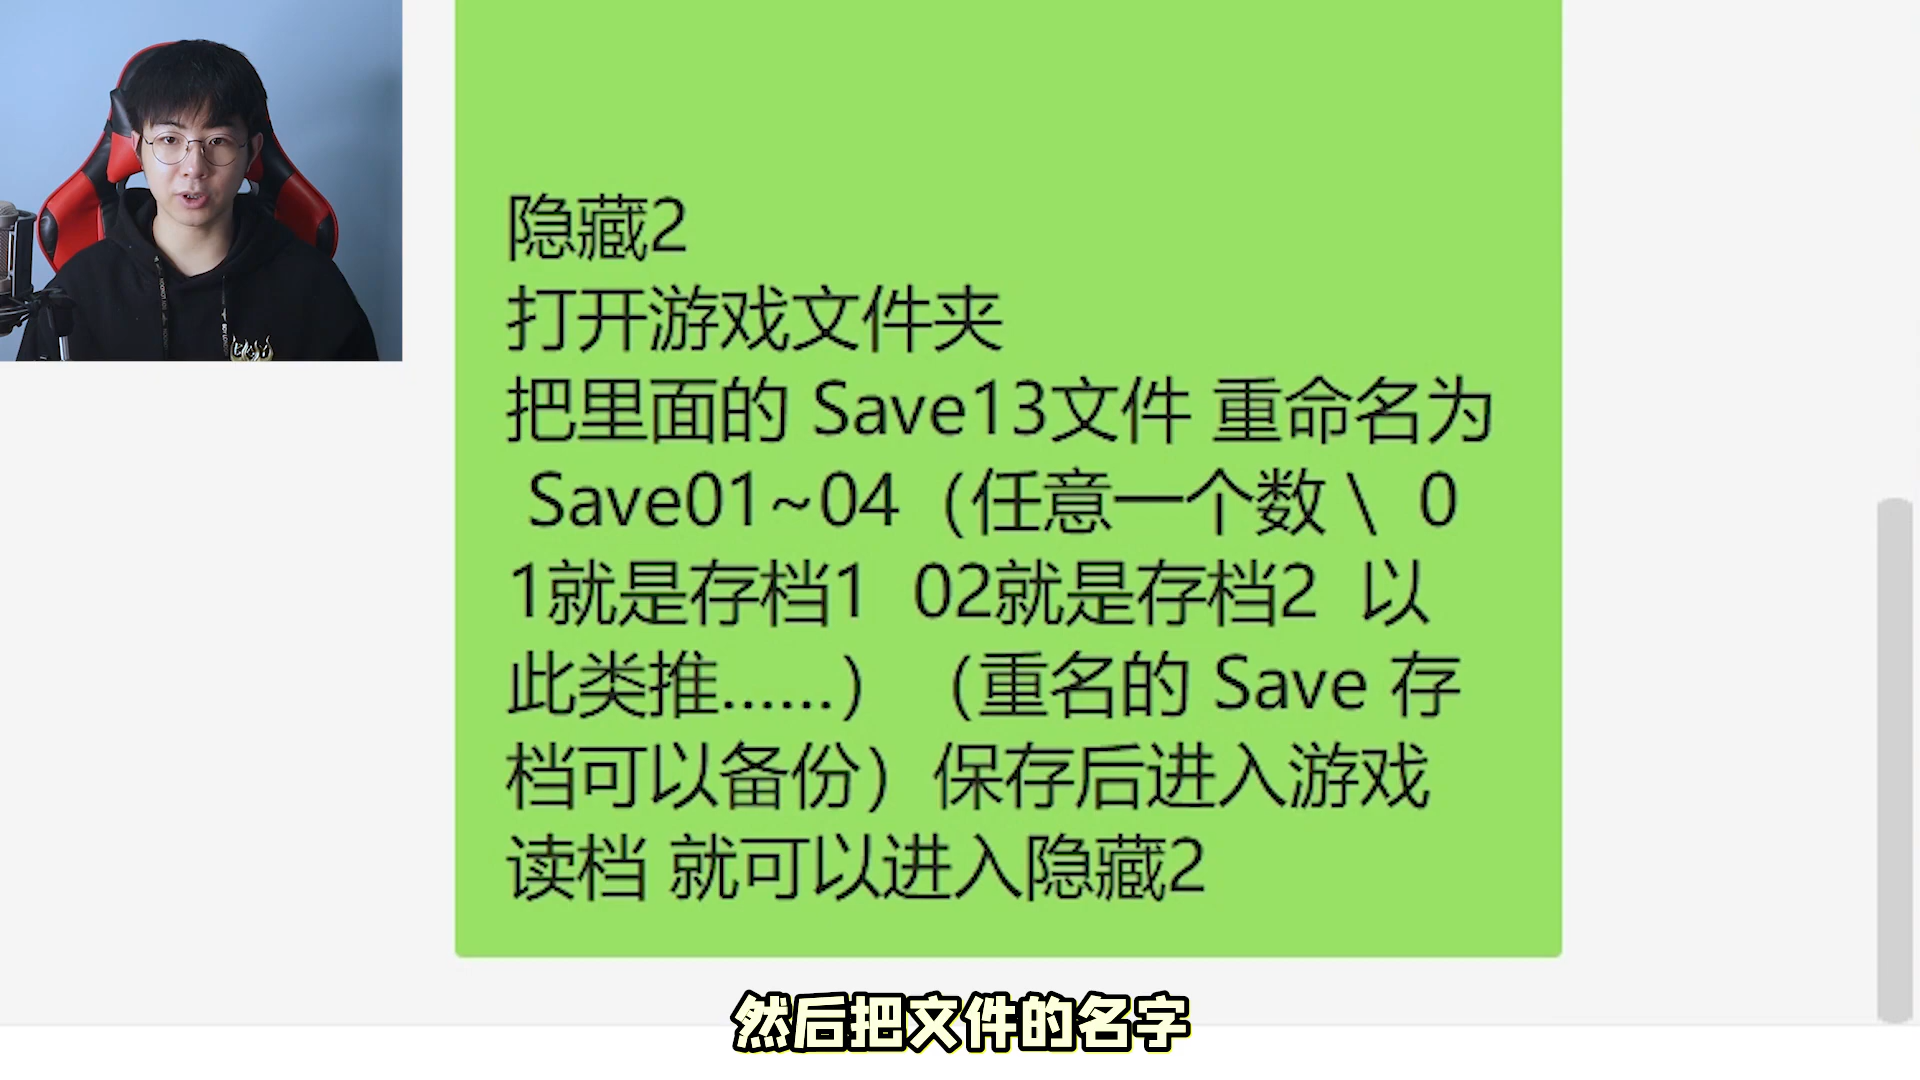 隐藏2
打开游戏文件夹
把里面的 Save13文件 重命名为
Save01~04（任意一个数 \ 0
1就是存档1 02就是存档2 以
此类推......）（重名的 Save 存
档可以备份）保存后进入游戏
读档 就可以进入隐藏2
然后把文件的名字